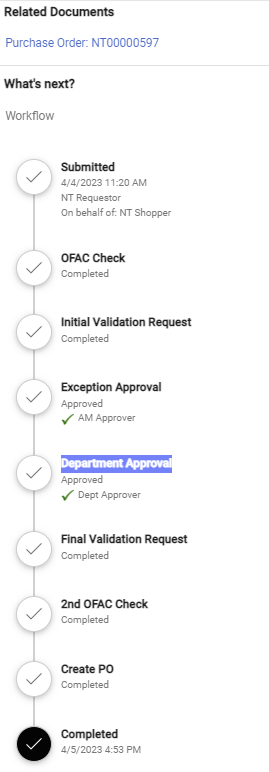 Related Documents
Purchase Order: NT00000597
What's next?
Workflow
Submitted
4/4/2023 11:20 AM
NT Requestor
On behalf of: NT Shopper
OFAC Check
Completed
Initial Validation Request
Completed
Exception Approval
Approved
AM Approver
Department Approval
Approved
Dept Approver
Final Validation Request
Completed
2nd OFAC Check
Completed
Create PO
Completed
Completed
4/5/2023 4:53 PM